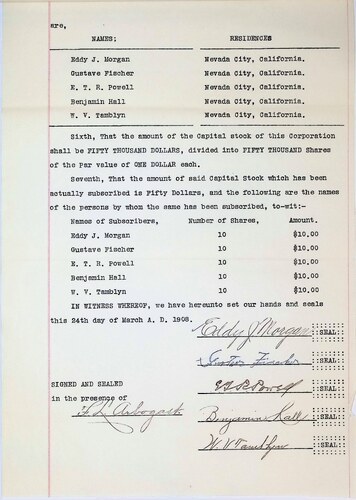 are,
NAMES; RESIDENCES
Eddy J. Morgan Nevada City, California.
Gustave Fischer Nevada City, California.
E. T. R. Powell Nevada City, California.
Benjamin Hall Nevada City, California.
W. V. Tamblyn Nevada City, California.
Sixth, That the amount of the Capital stock of this Corporation
shall be FIFTY THOUSAND DOLLARS, divided into FIFTY THOUSAND Shares
of the Par value of ONE DOLLAR each.
Seventh, That the amount of said Capital Stock which has been
actually subscribed is Fifty Dollars, and the following are the names
of the persons by whom the same has been subscribed, to-wit:-
Names of Subscribers, Number of Shares, Amount.
Eddy J. Morgan 10 $10.00
Gustave Fischer 10 $10.00
E. T. R. Powell 10 $10.00
Benjamin Hall 10 $10.00
W. V. Tamblyn 10 $10.00
IN WITNESS WHEREOF, we have hereunto set our hands and seals
this 24th day of March A. D. 1908.
Eddy J Morgan SEAL
Fischer SEAL
SIGNED AND SEALED Powell SEAL
in the presence of
Arbogast Benjamin Hall SEAL
W. V. Tamblyn SEAL